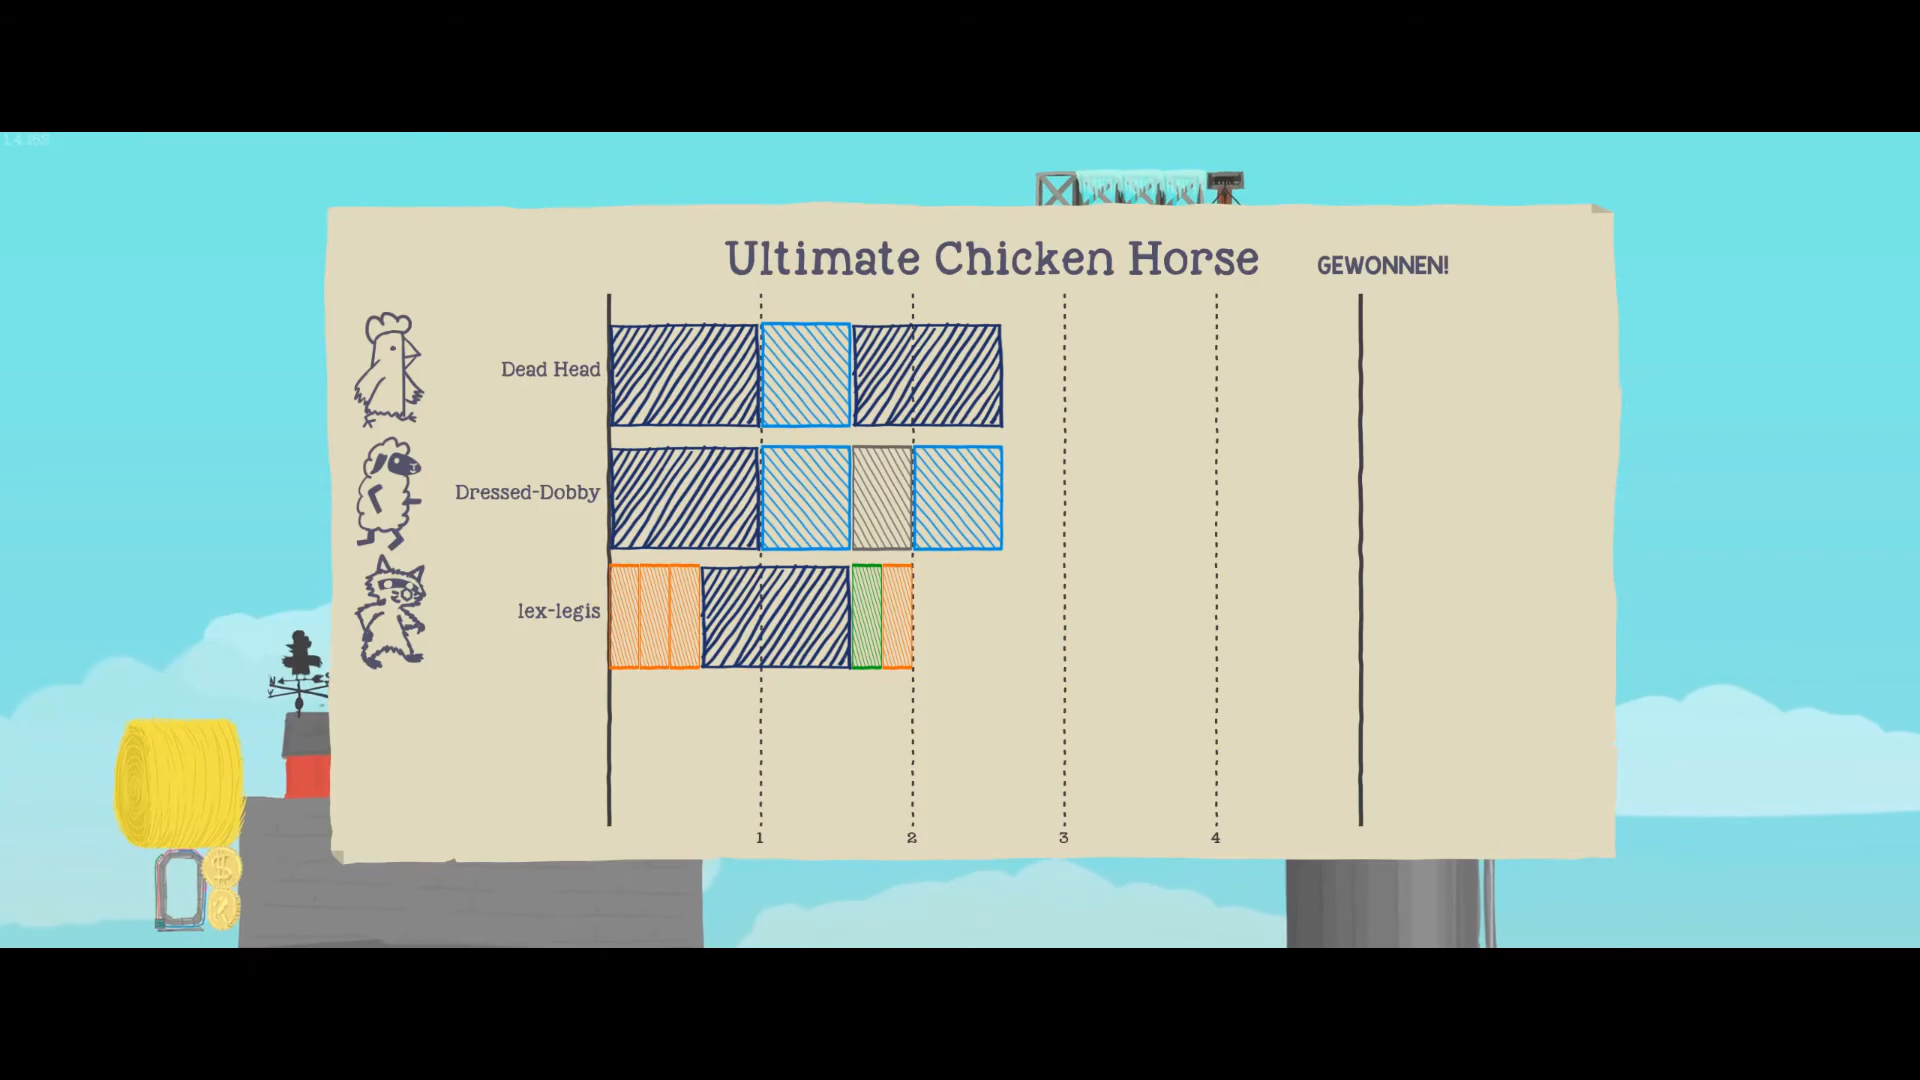 Ultimate Chicken Horse
GEWONNEN!
Dead Head
Dressed-Dobby
lex-legis
1
2
3
4